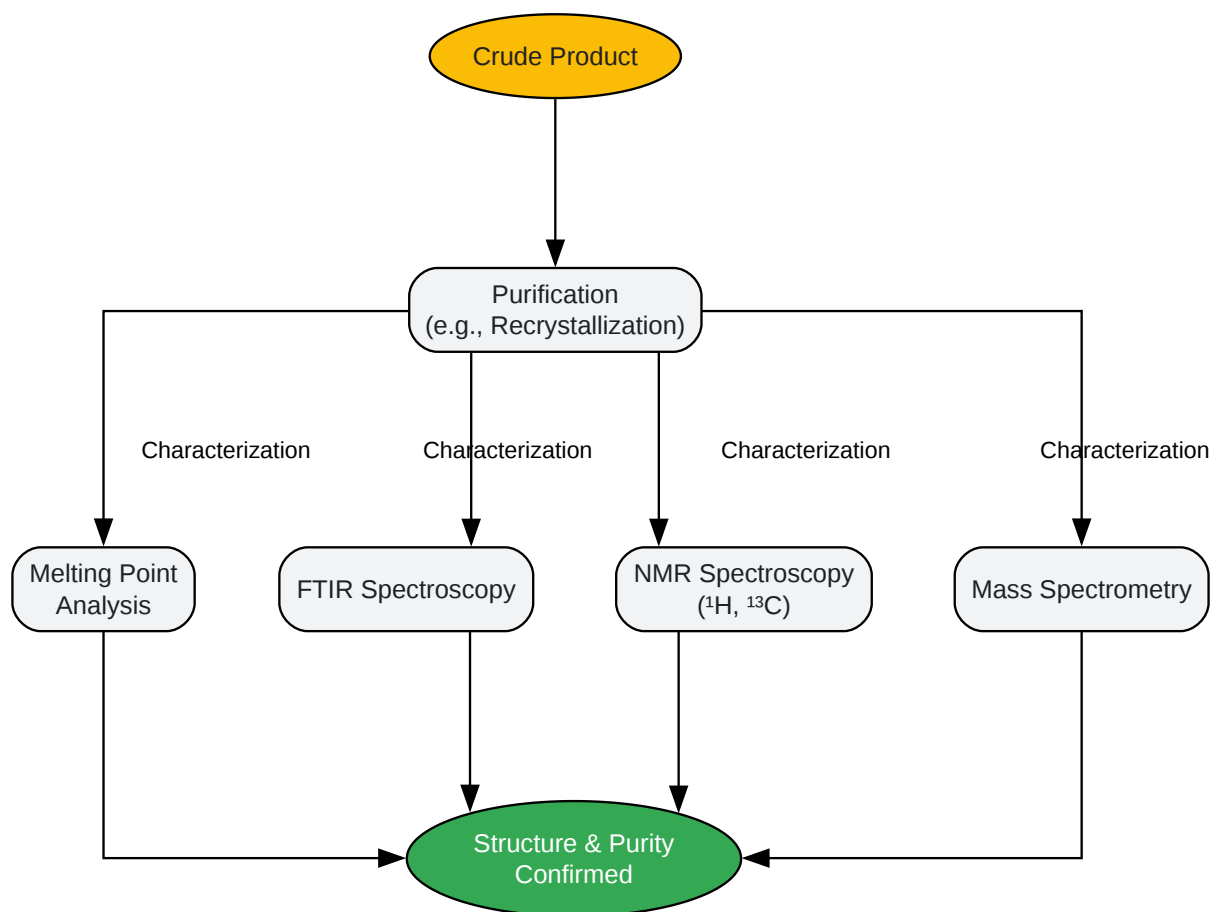 Crude Product
Purification
(e.g., Recrystallization)
Characterization
Characterization
Characterization
Characterization
Melting Point
Analysis
FTIR Spectroscopy
NMR Spectroscopy
(¹H, ¹³C)
Mass Spectrometry
Structure & Purity
Confirmed